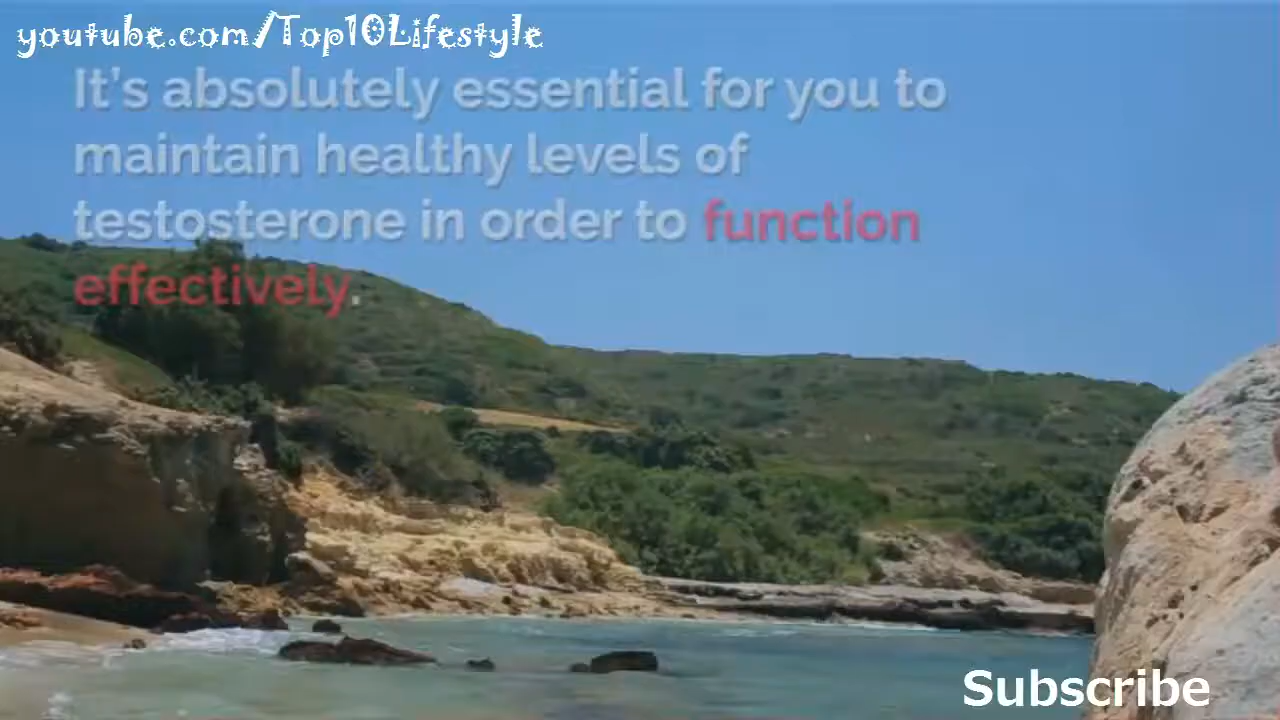 youtube.com/Top10Lifestyle
It's absolutely essential for you to
maintain healthy levels of
testosterone in order to function
effectively.
Subscribe